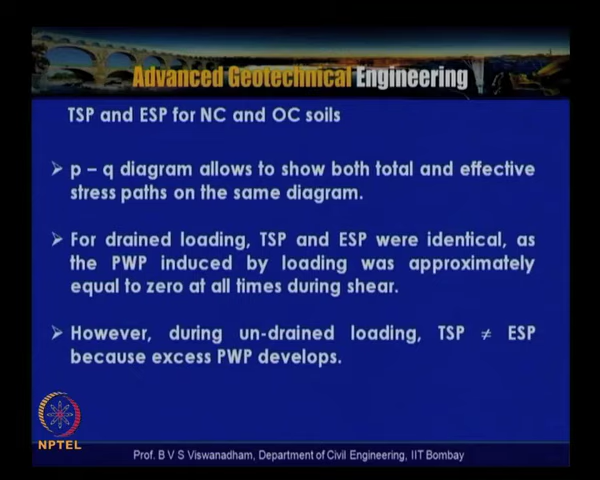 Advanced Geotechnical Engineering
TSP and ESP for NC and OC soils
➢ p – q diagram allows to show both total and effective
stress paths on the same diagram.
➢ For drained loading, TSP and ESP were identical, as
the PWP induced by loading was approximately
equal to zero at all times during shear.
➢ However, during un-drained loading, TSP ≠ ESP
because excess PWP develops.
NPTEL
Prof. B V S Viswanadham, Department of Civil Engineering, IIT Bombay